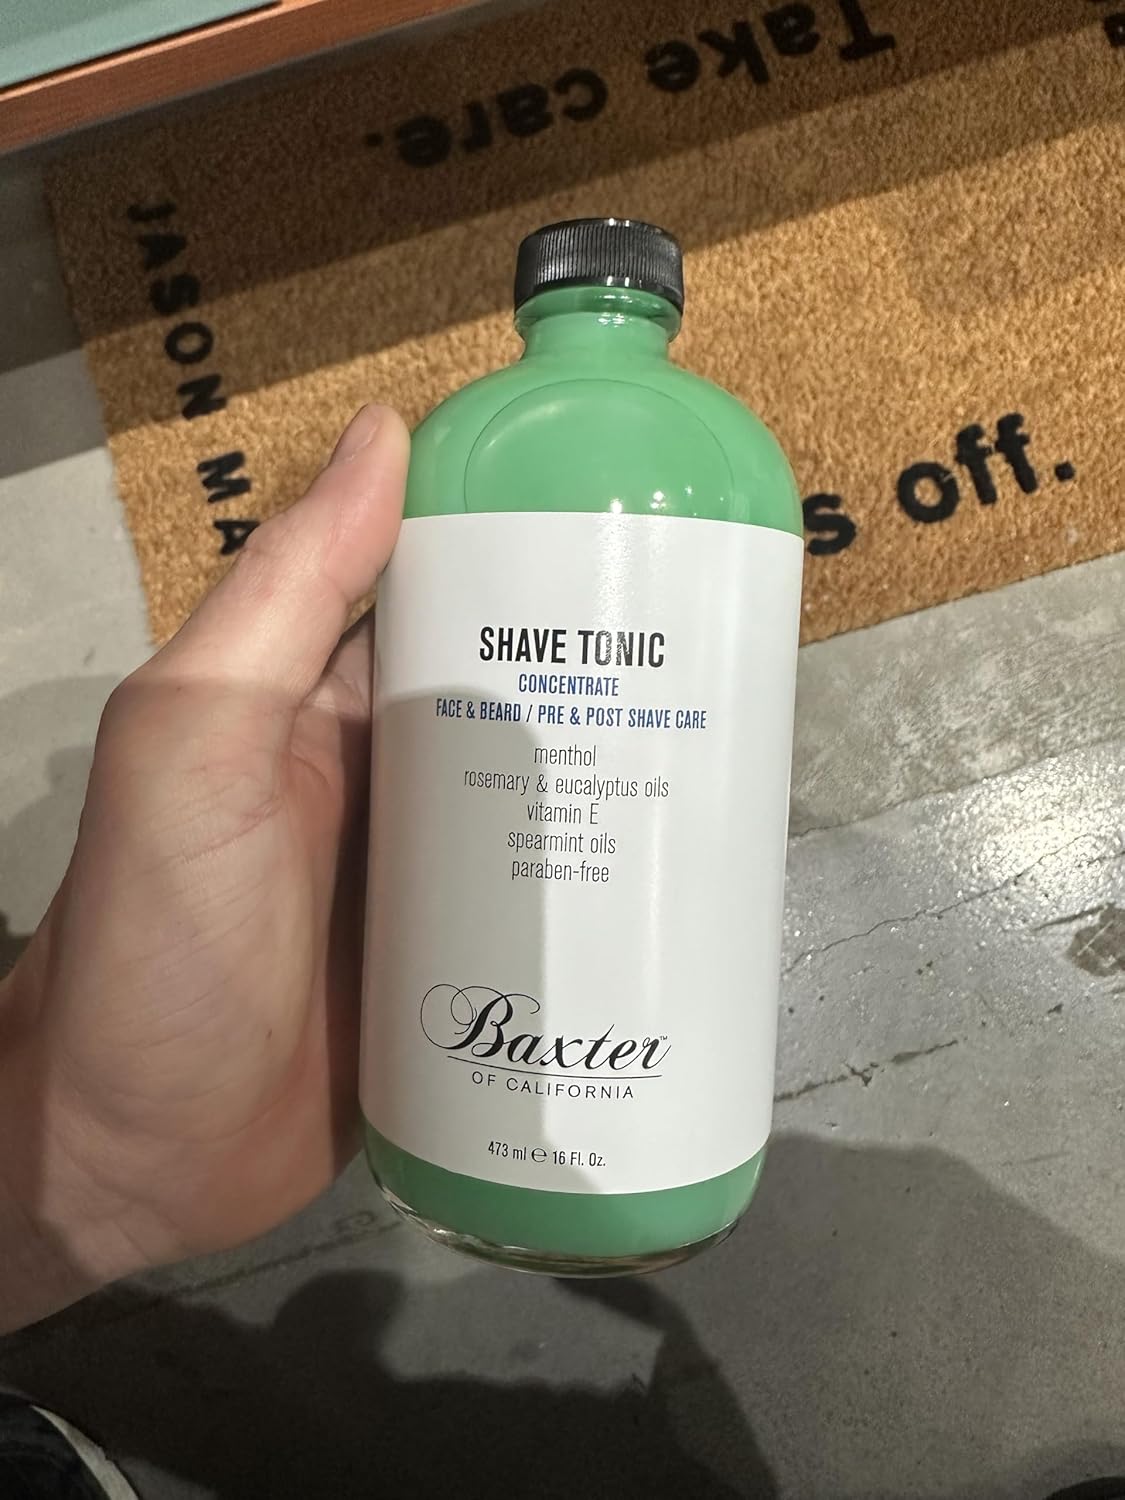 Take care.
JASON MA
s off.
SHAVE TONIC
CONCENTRATE
FACE & BEARD / PRE & POST SHAVE CARE
menthol
rosemary & eucalyptus oils
vitamin E
spearmint oils
paraben-free
Baxter™
OF CALIFORNIA
473 ml ℮ 16 Fl. Oz.